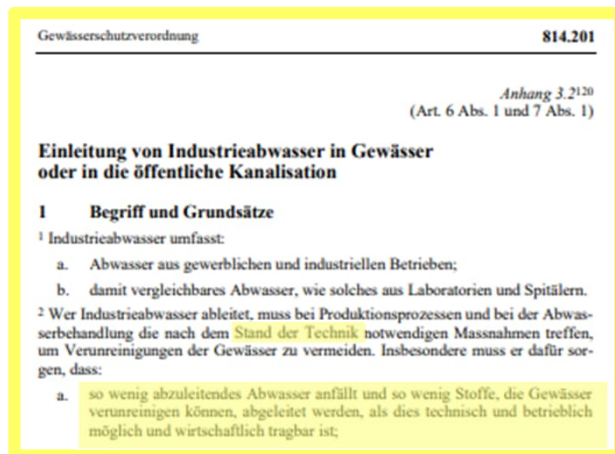 Gewässerschutzverordnung 814.201
Anhang 3.2120
(Art. 6 Abs. 1 und 7 Abs. 1)
Einleitung von Industrieabwasser in Gewässer
oder in die öffentliche Kanalisation
1 Begriff und Grundsätze
1 Industrieabwasser umfasst:
a. Abwasser aus gewerblichen und industriellen Betrieben;
b. damit vergleichbares Abwasser, wie solches aus Laboratorien und Spitälern.
2 Wer Industrieabwasser ableitet, muss bei Produktionsprozessen und bei der Abwas-
serbehandlung die nach dem Stand der Technik notwendigen Massnahmen treffen,
um Verunreinigungen der Gewässer zu vermeiden. Insbesondere muss er dafür sor-
gen, dass:
a. so wenig abzuleitendes Abwasser anfällt und so wenig Stoffe, die Gewässer
verunreinigen können, abgeleitet werden, als dies technisch und betrieblich
möglich und wirtschaftlich tragbar ist;